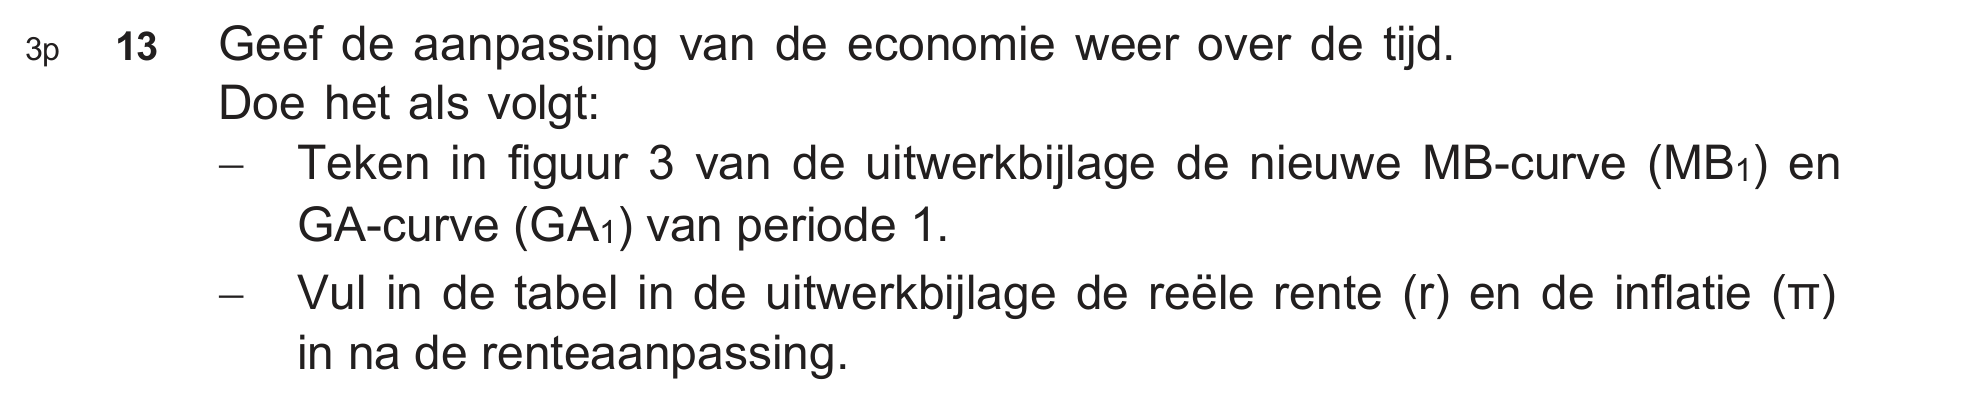 3p 13 Geef de aanpassing van de economie weer over de tijd.
Doe het als volgt:
– Teken in figuur 3 van de uitwerkbijlage de nieuwe MB-curve (MB₁) en
GA-curve (GA₁) van periode 1.
– Vul in de tabel in de uitwerkbijlage de reële rente (r) en de inflatie (π)
in na de renteaanpassing.